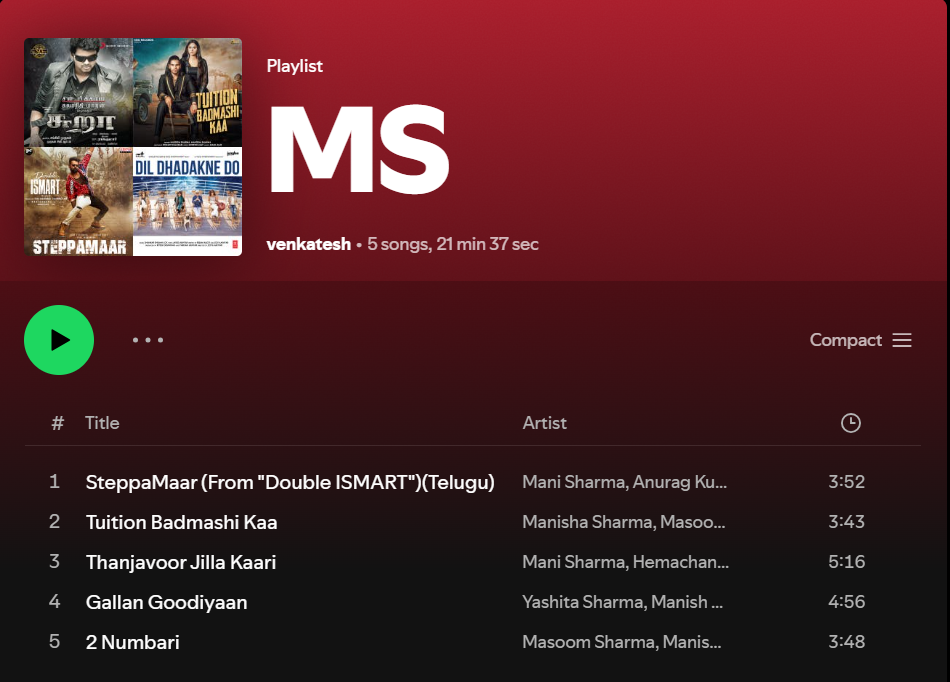 சுறா
TUITION
BADMASHI
KAA
Double
ISMART
STEPPAMAAR
DIL DHADAKNE DO
Playlist
MS
venkatesh • 5 songs, 21 min 37 sec
Compact
# Title Artist
1 SteppaMaar (From "Double ISMART")(Telugu) Mani Sharma, Anurag Ku... 3:52
2 Tuition Badmashi Kaa Manisha Sharma, Masoo... 3:43
3 Thanjavoor Jilla Kaari Mani Sharma, Hemachan... 5:16
4 Gallan Goodiyaan Yashita Sharma, Manish ... 4:56
5 2 Numbari Masoom Sharma, Manis... 3:48